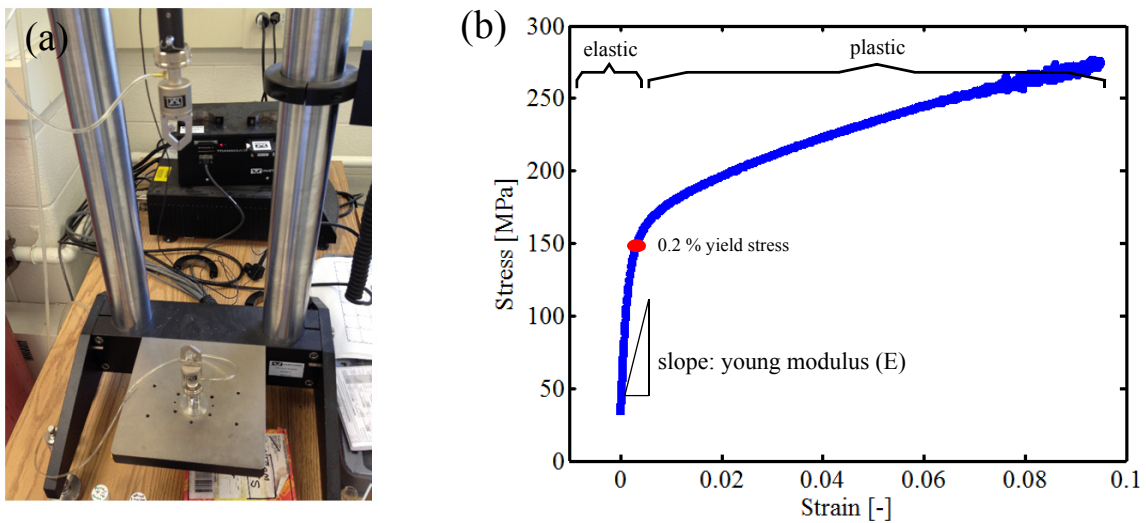 (a)
(b)
300
250
200
150
100
50
0
Stress [MPa]
elastic
plastic
0.2 % yield stress
slope: young modulus (E)
0
0.02
0.04
0.06
0.08
0.1
Strain [-]